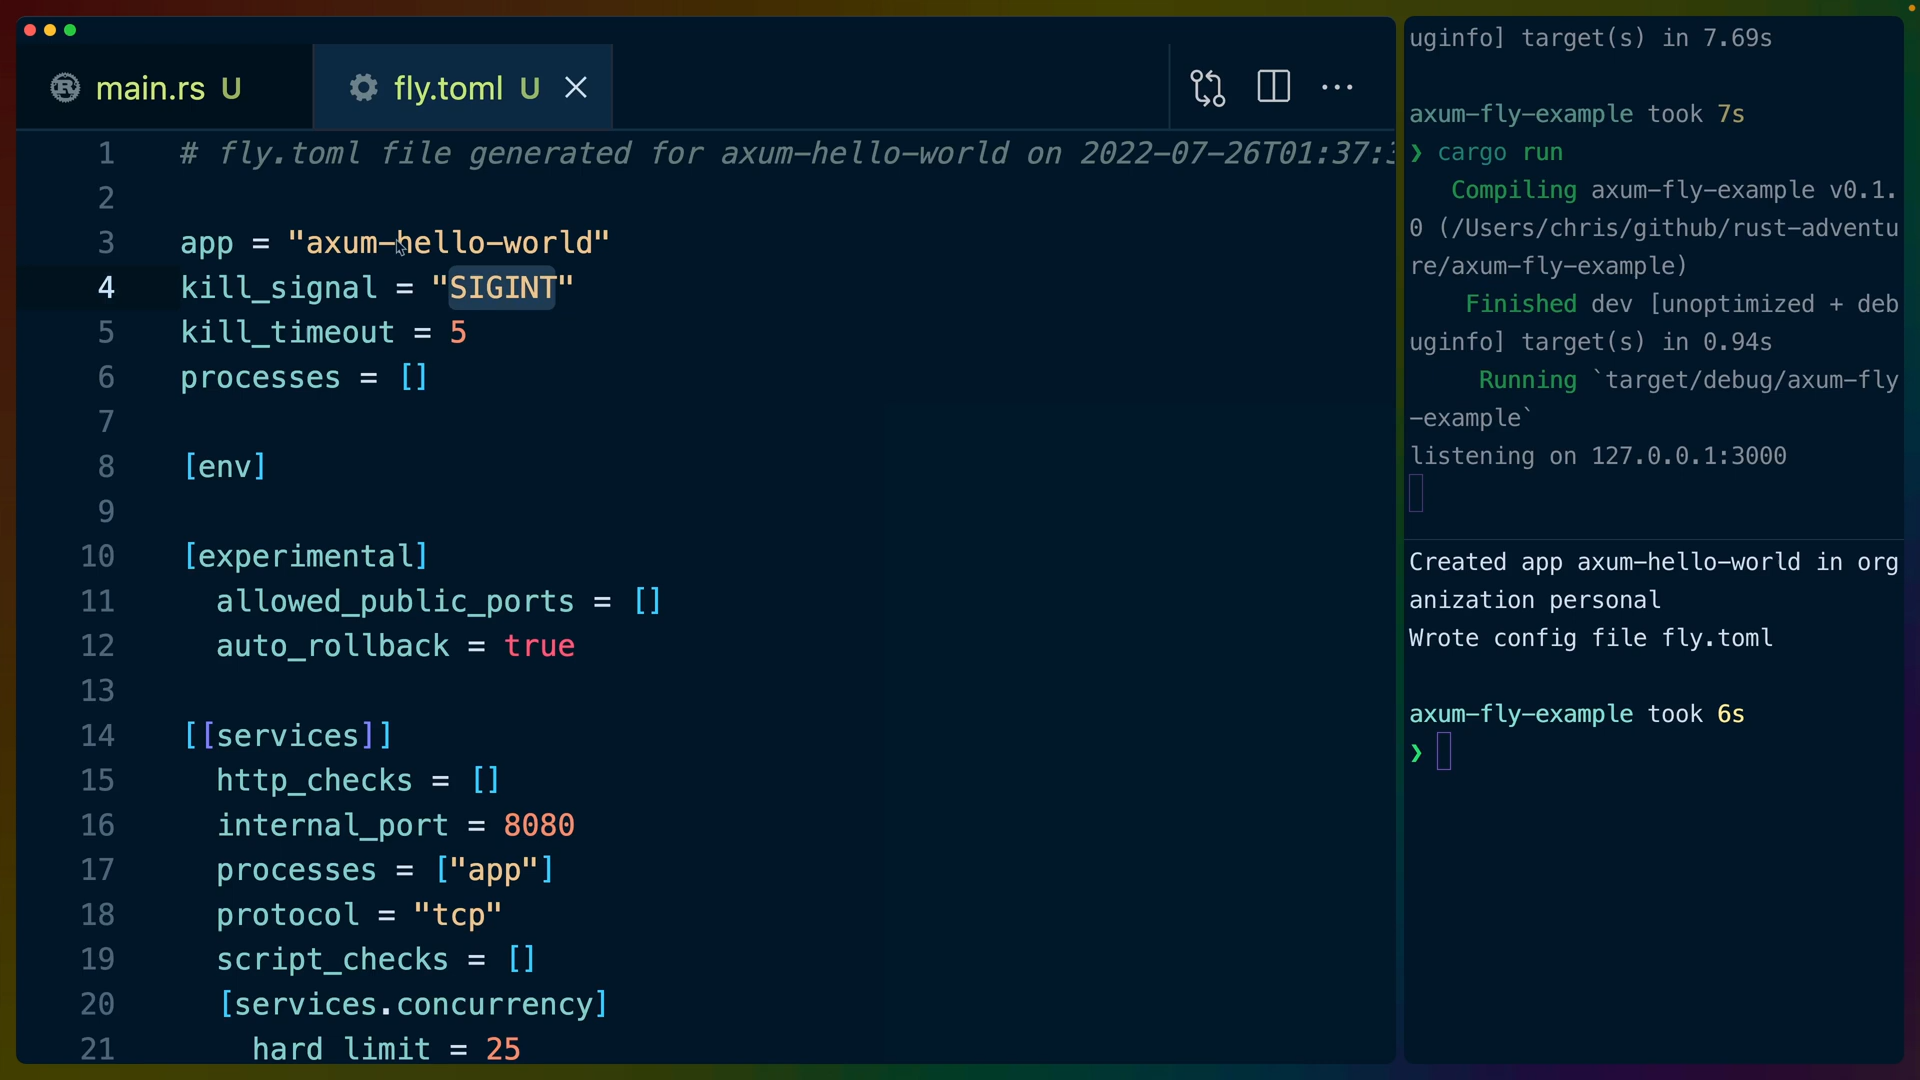 main.rs U
fly.toml U
1 # fly.toml file generated for axum-hello-world on 2022-07-26T01:37:3
2
3 app = "axum-hello-world"
4 kill_signal = "SIGINT"
5 kill_timeout = 5
6 processes = []
7
8 [env]
9
10 [experimental]
11 allowed_public_ports = []
12 auto_rollback = true
13
14 [[services]]
15 http_checks = []
16 internal_port = 8080
17 processes = ["app"]
18 protocol = "tcp"
19 script_checks = []
20 [services.concurrency]
21 hard_limit = 25
uginfo] target(s) in 7.69s
axum-fly-example took 7s
❯ cargo run
Compiling axum-fly-example v0.1.
0 (/Users/chris/github/rust-adventu
re/axum-fly-example)
Finished dev [unoptimized + deb
uginfo] target(s) in 0.94s
Running `target/debug/axum-fly
-example`
listening on 127.0.0.1:3000
Created app axum-hello-world in org
anization personal
Wrote config file fly.toml
axum-fly-example took 6s
❯